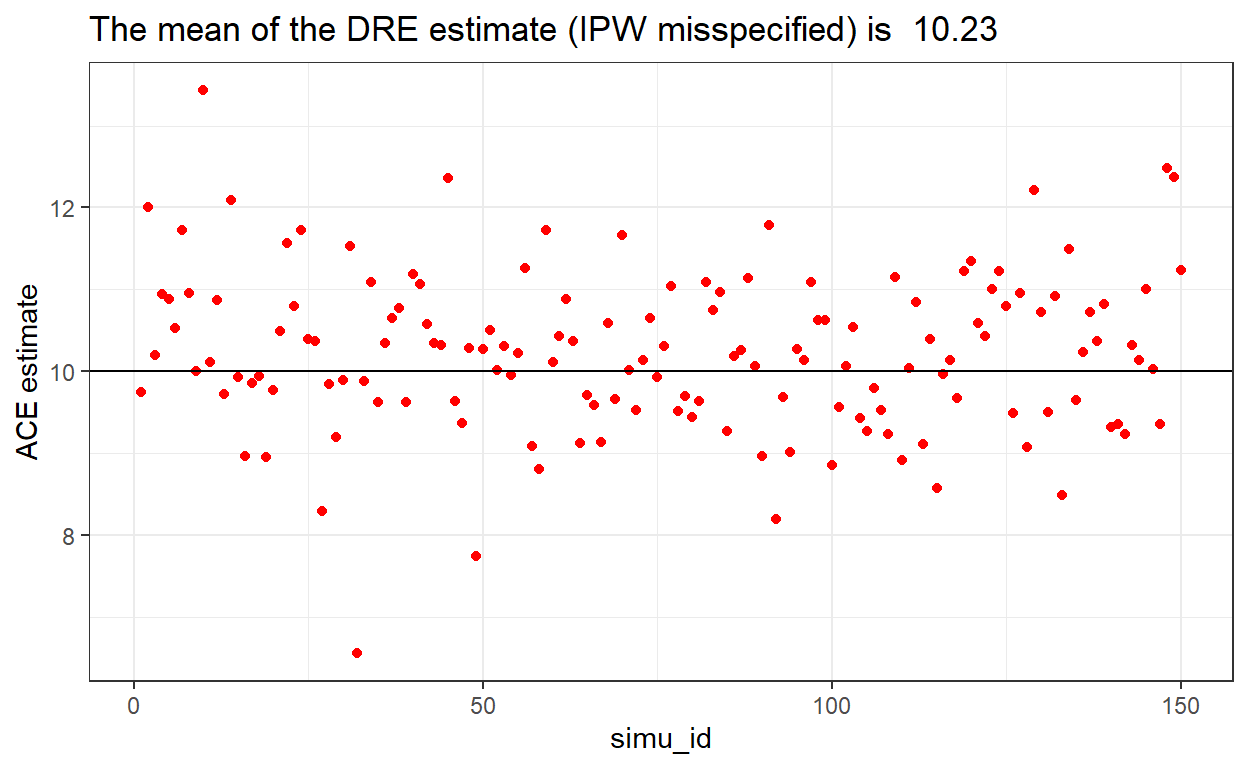 The mean of the DRE estimate (IPW misspecified) is  10.23
12
10
8
ACE estimate
0 50 100 150
simu_id